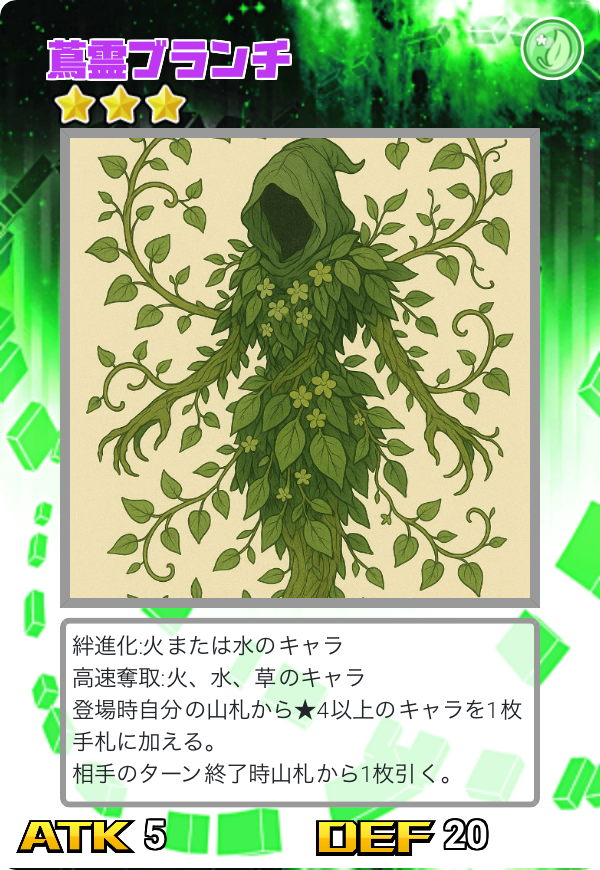 蔦霊ブランチ
絆進化:火または水のキャラ
高速奪取:火、水、草のキャラ
登場時自分の山札から★4以上のキャラを1枚
手札に加える。
相手のターン終了時山札から1枚引く。
ATK 5 DEF 20